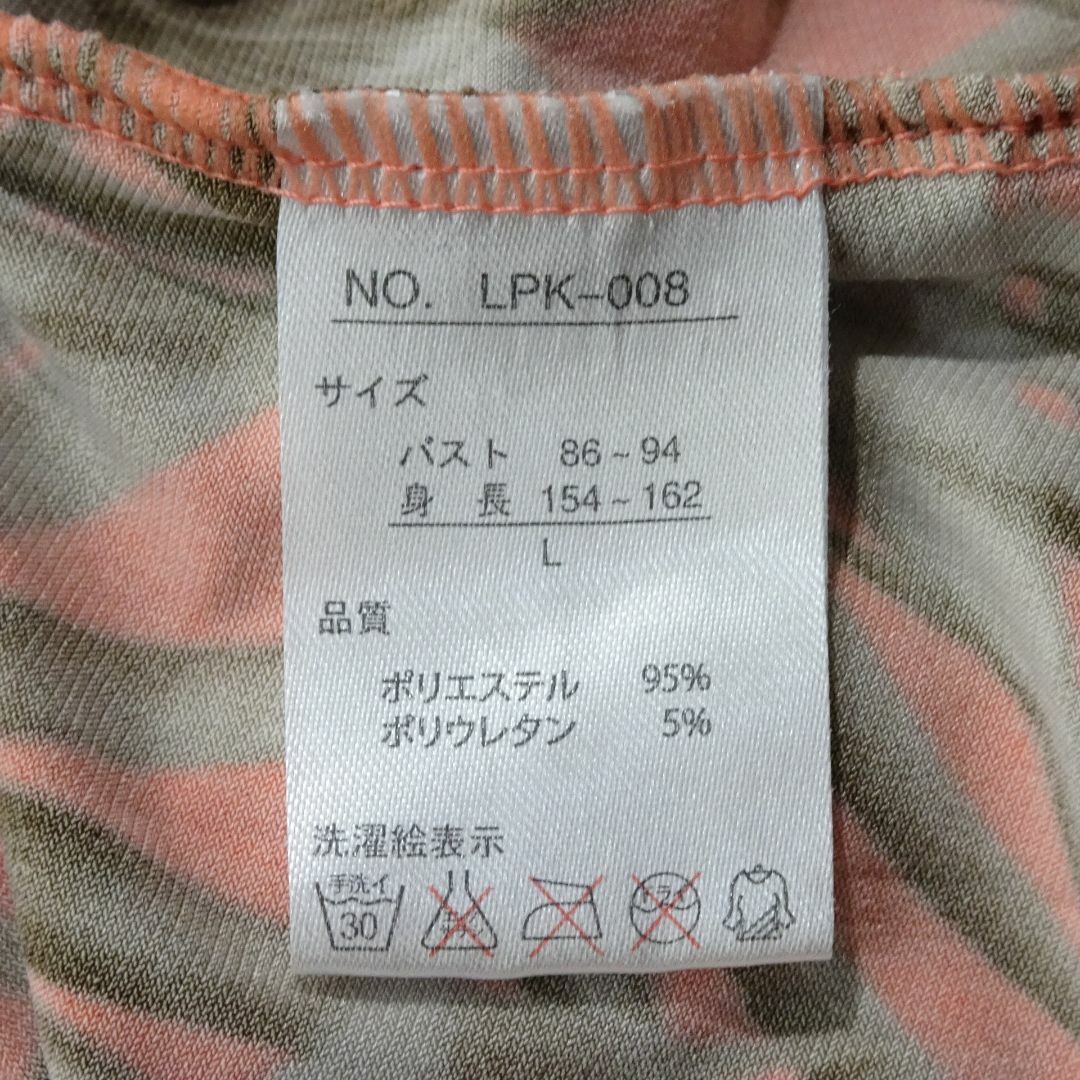 NO. LPK-008
サイズ
バスト 86~94
身 長 154~162
L
品質
ポリエステル 95%
ポリウレタン 5%
洗濯絵表示
手洗イ
30